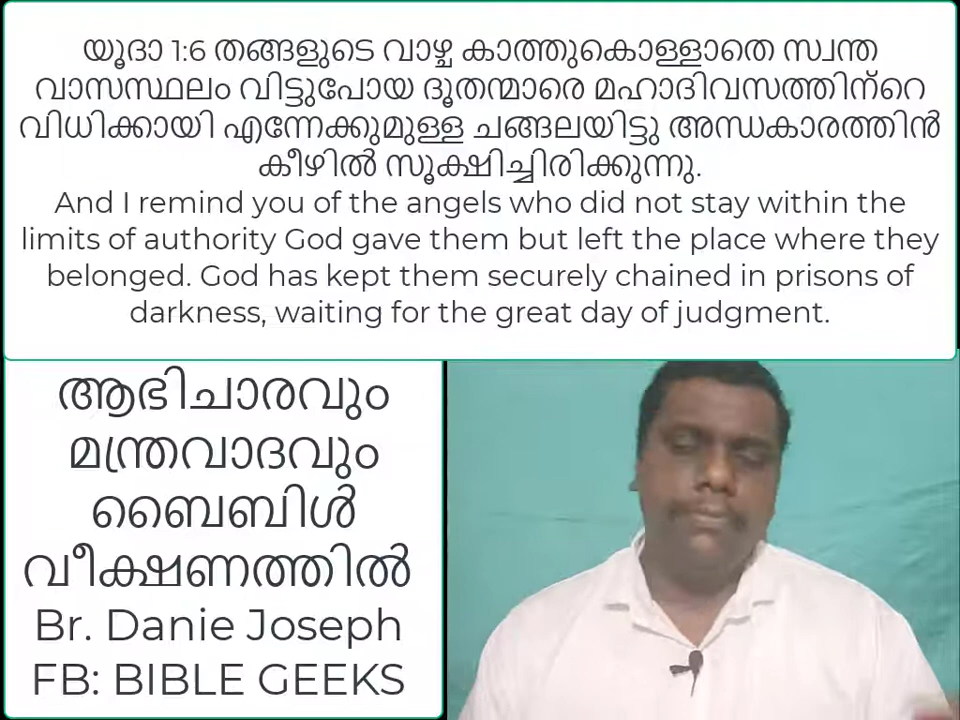 യൂദാ 1:6 തങ്ങളുടെ വാഴ്ച കാത്തുകൊള്ളാതെ സ്വന്ത
വാസസ്ഥലം വിട്ടുപോയ ദൂതന്മാരെ മഹാദിവസത്തിന്റെ
വിധിക്കായി എന്നേക്കുമുള്ള ചങ്ങലയിട്ടു അന്ധകാരത്തിൻ
കീഴിൽ സൂക്ഷിച്ചിരിക്കുന്നു.
And I remind you of the angels who did not stay within the
limits of authority God gave them but left the place where they
belonged. God has kept them securely chained in prisons of
darkness, waiting for the great day of judgment.
ആഭിചാരവും
മന്ത്രവാദവും
ബൈബിൾ
വീക്ഷണത്തിൽ
Br. Danie Joseph
FB: BIBLE GEEKS